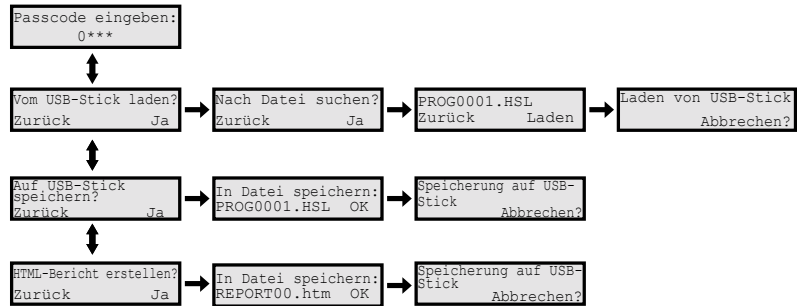 Passcode eingeben:
0***
Vom USB-Stick laden?
Zurück Ja
Nach Datei suchen?
Zurück Ja
PROG0001.HSL
Zurück Laden
Laden von USB-Stick
Abbrechen?
Auf USB-Stick
speichern?
Zurück Ja
In Datei speichern:
PROG0001.HSL OK
Speicherung auf USB-
Stick
Abbrechen?
HTML-Bericht erstellen?
Zurück Ja
In Datei speichern:
REPORT00.htm OK
Speicherung auf USB-
Stick
Abbrechen?